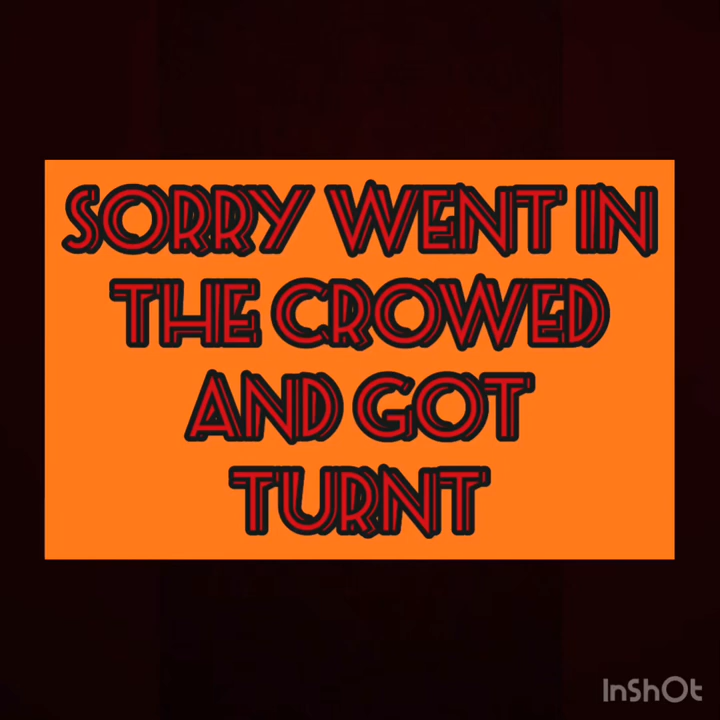 SORRY WENT IN
THE CROWED
AND GOT
TURNT
InShOt